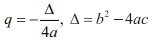 q = −Δ/4a, Δ = b² − 4ac